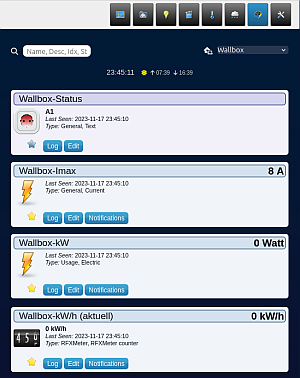 Name, Desc, Idx, St
Wallbox
23:45:11 07:39 16:39
Wallbox-Status
A1
Last Seen: 2023-11-17 23:45:10
Type: General, Text
Log Edit
Wallbox-Imax 8 A
Last Seen: 2023-11-17 23:45:10
Type: General, Current
Log Edit Notifications
Wallbox-kW 0 Watt
Last Seen: 2023-11-17 23:45:10
Type: Usage, Electric
Log Edit Notifications
Wallbox-kW/h (aktuell) 0 kW/h
0 kW/h
Last Seen: 2023-11-17 23:45:10
Type: RFXMeter, RFXMeter counter
Log Edit Notifications